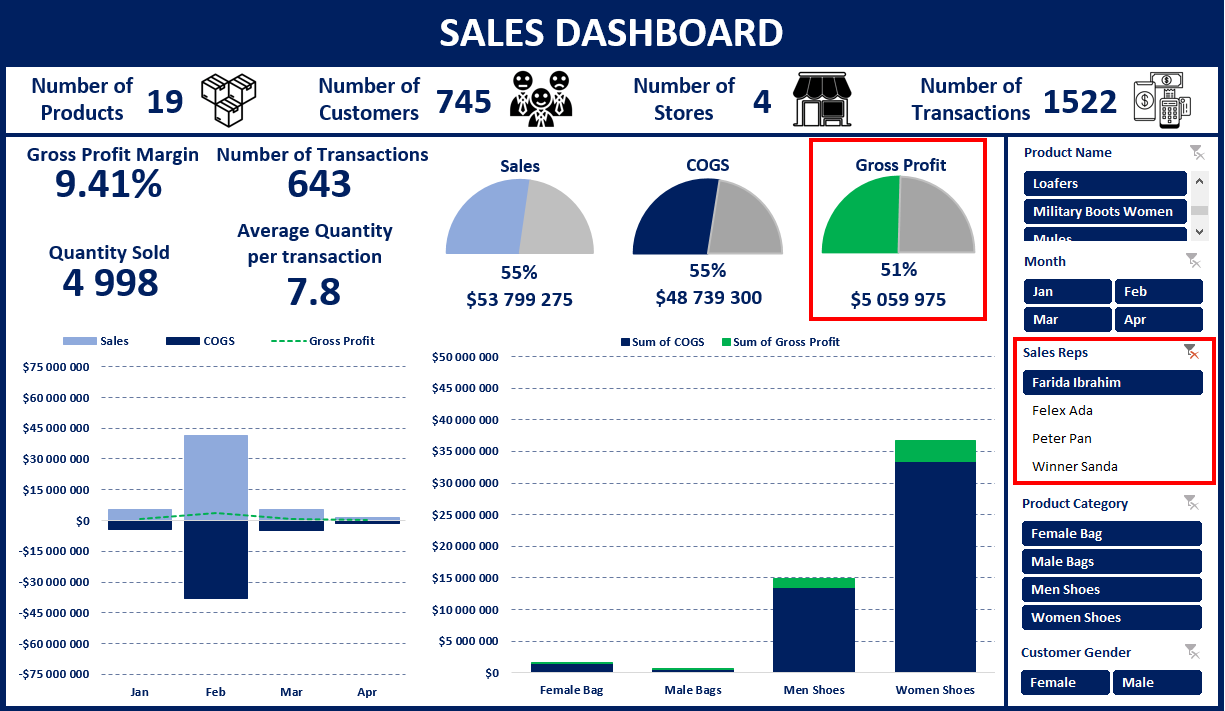 SALES DASHBOARD
Number of
Products
19
Number of
Customers
745
Number of
Stores
4
Number of
Transactions
1522
Gross Profit Margin
9.41%
Number of Transactions
643
Quantity Sold
4 998
Average Quantity
per transaction
7.8
Sales
55%
$53 799 275
COGS
55%
$48 739 300
Gross Profit
51%
$5 059 975
Sales
COGS
Gross Profit
$75 000 000
$60 000 000
$45 000 000
$30 000 000
$15 000 000
$0
-$15 000 000
-$30 000 000
-$45 000 000
-$60 000 000
-$75 000 000
Jan
Feb
Mar
Apr
Sum of COGS
Sum of Gross Profit
$50 000 000
$45 000 000
$40 000 000
$35 000 000
$30 000 000
$25 000 000
$20 000 000
$15 000 000
$10 000 000
$5 000 000
$0
Female Bag
Male Bags
Men Shoes
Women Shoes
Product Name
Loafers
Military Boots Women
Mules
Month
Jan
Feb
Mar
Apr
Sales Reps
Farida Ibrahim
Felex Ada
Peter Pan
Winner Sanda
Product Category
Female Bag
Male Bags
Men Shoes
Women Shoes
Customer Gender
Female
Male